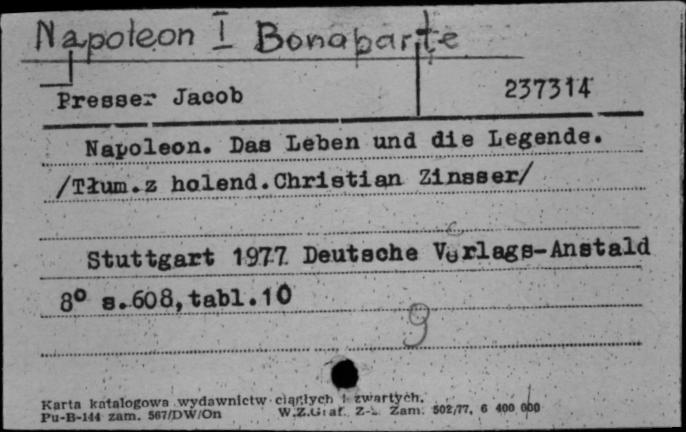 Napoleon I Bonaparte
Presser Jacob 237314
Napoleon. Das Leben und die Legende.
/Tłum.z holend.Christian Zinsser/
Stuttgart 1977 Deutsche Verlags-Anstald
8° s.608,tabl.10
9
Karta katalogowa wydawnictw ciągłych i zwartych.
Pu-B-144 zam. 567/DW/On W.Z.Graf. Zam. 502/77. 6 400 000